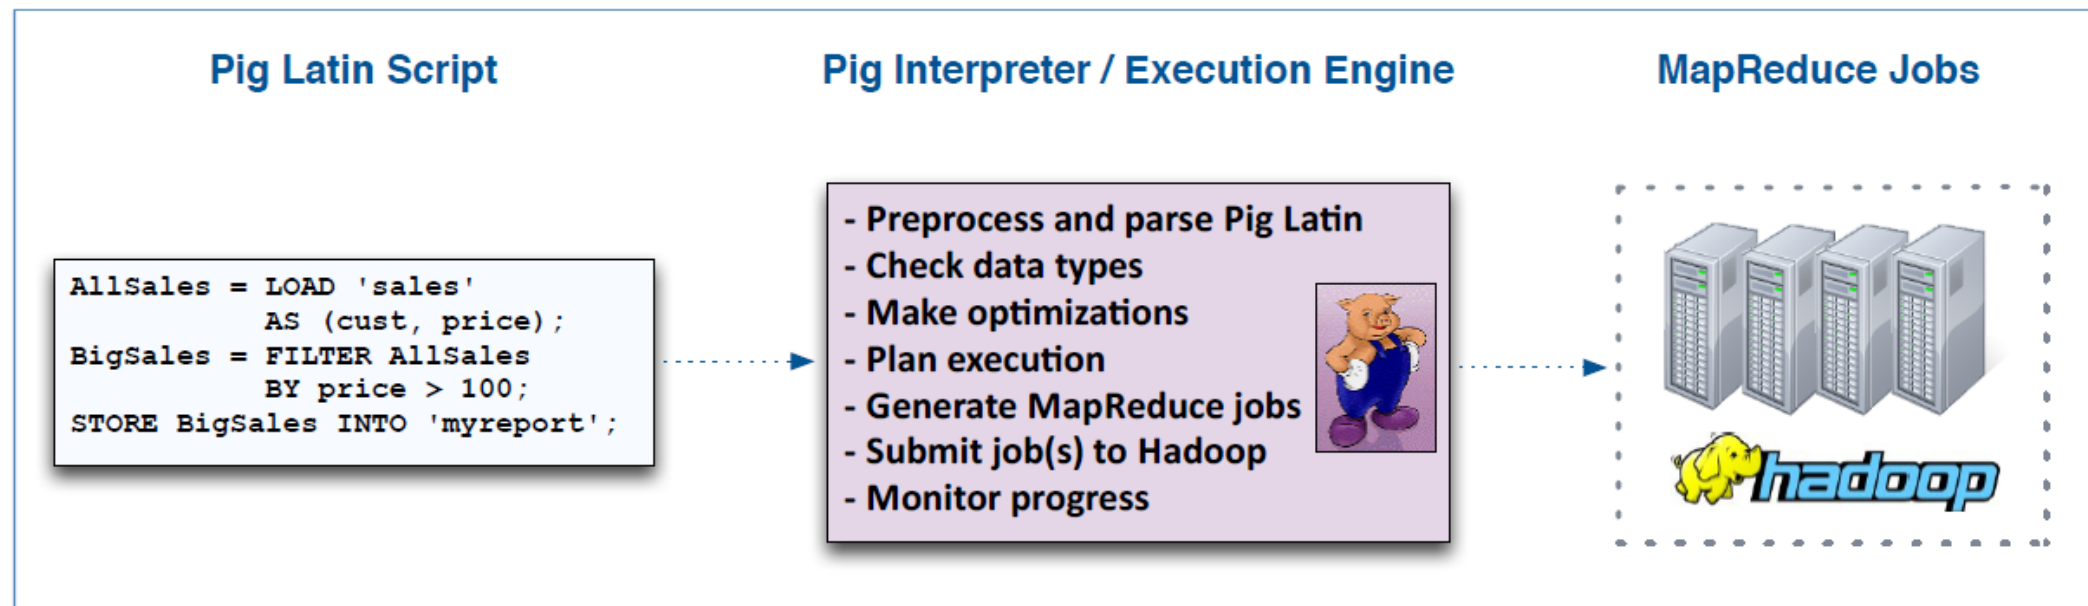 Pig Latin Script
Pig Interpreter / Execution Engine
MapReduce Jobs
AllSales = LOAD 'sales'
AS (cust, price);
BigSales = FILTER AllSales
BY price > 100;
STORE BigSales INTO 'myreport';
- Preprocess and parse Pig Latin
- Check data types
- Make optimizations
- Plan execution
- Generate MapReduce jobs
- Submit job(s) to Hadoop
- Monitor progress
hadoop